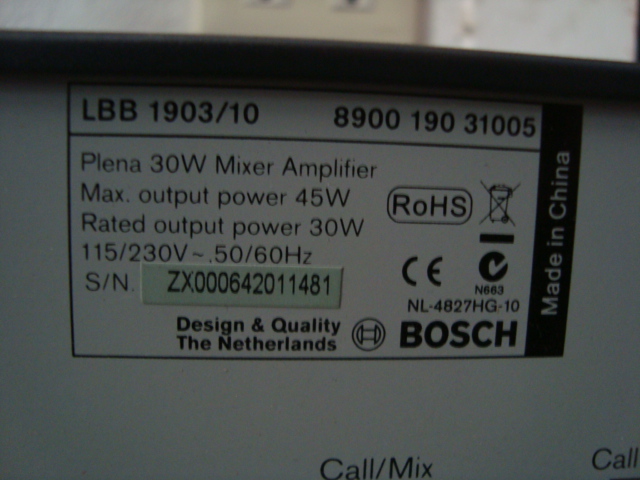 LBB 1903/10 8900 190 31005
Plena 30W Mixer Amplifier
Max. output power 45W
Rated output power 30W
115/230V~.50/60Hz
S/N. ZX000642011481
RoHS
CE
N663
NL-4827HG-10
Design & Quality
The Netherlands
BOSCH
Made in China
Call/Mix
Call